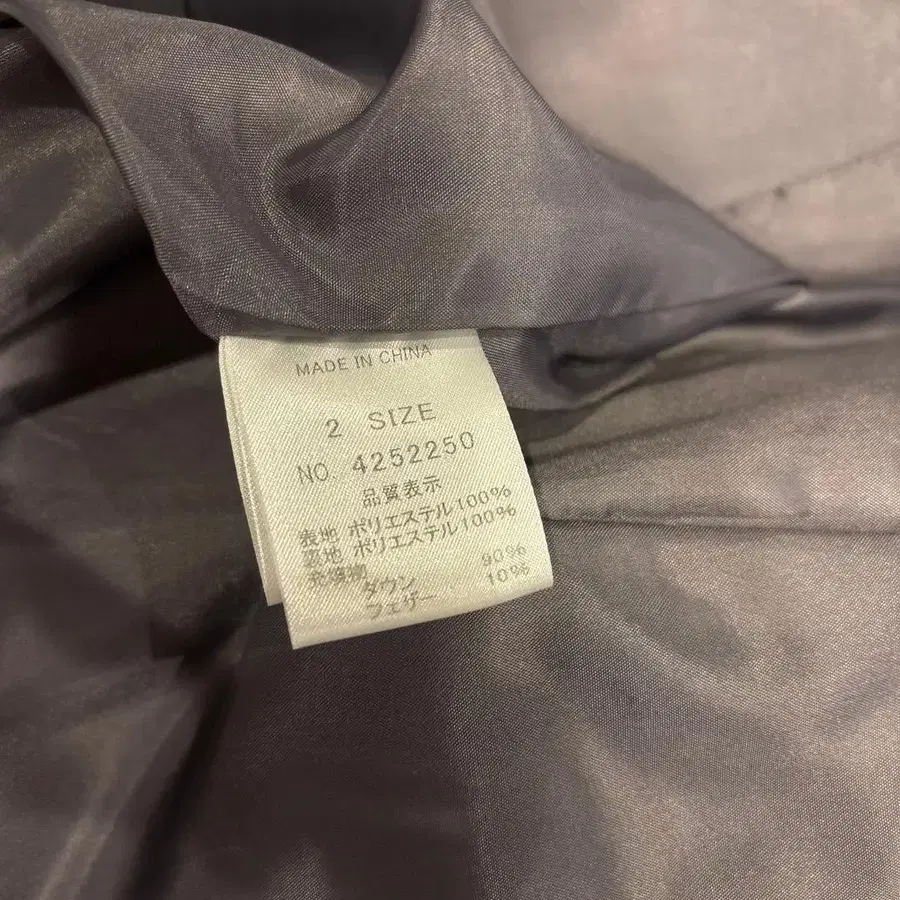 MADE IN CHINA
2 SIZE
NO. 4252250
品質表示
表地 ポリエステル100%
裏地 ポリエステル100%
充填物
ダウン 90%
フェザー 10%